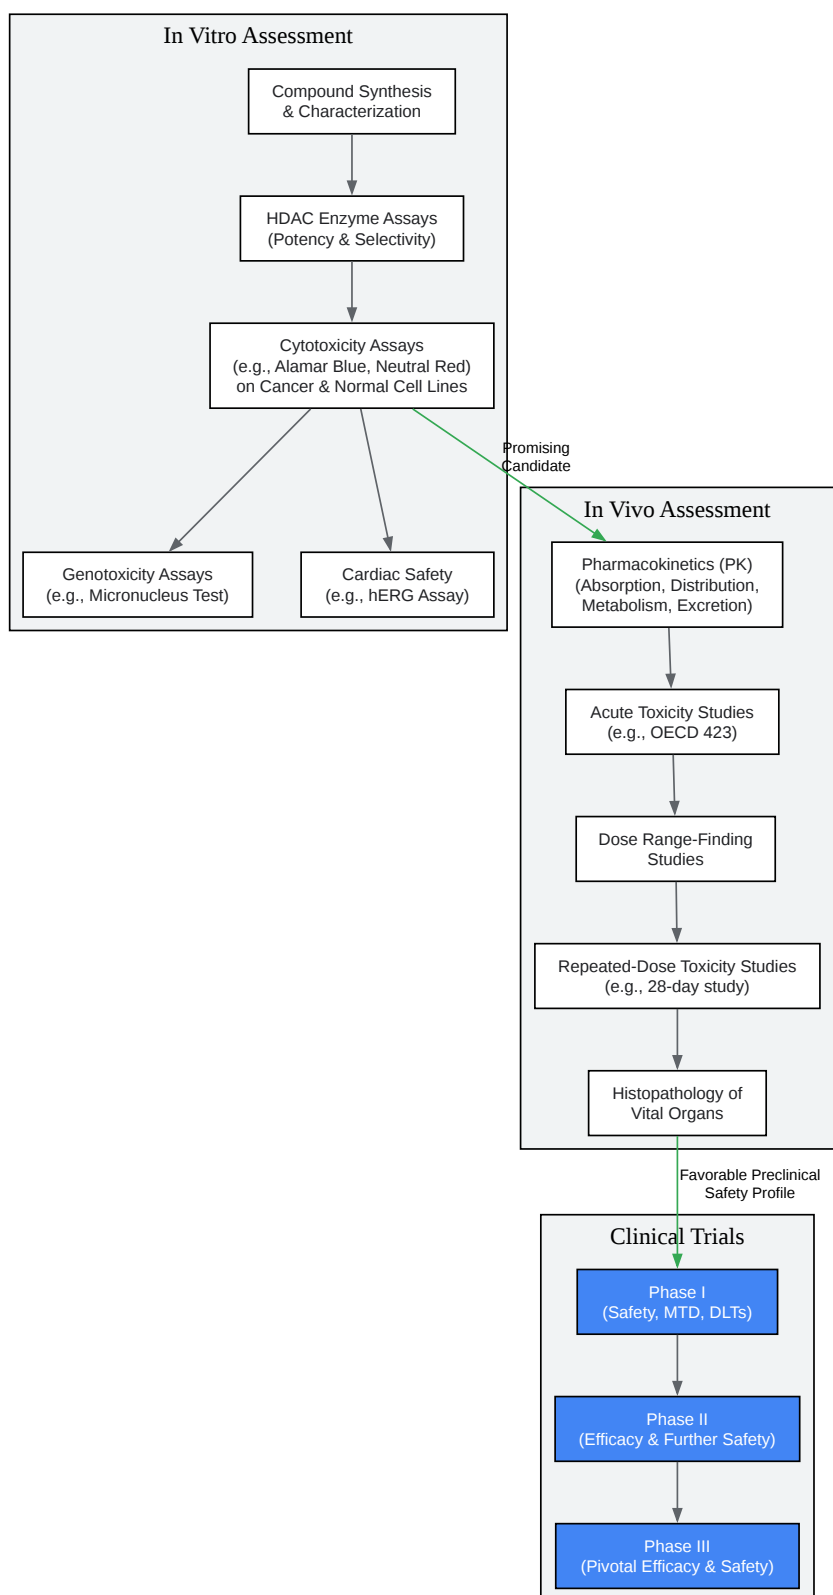 In Vitro Assessment
Compound Synthesis
& Characterization
HDAC Enzyme Assays
(Potency & Selectivity)
Cytotoxicity Assays
(e.g., Alamar Blue, Neutral Red)
on Cancer & Normal Cell Lines
Promising
Candidate
Genotoxicity Assays
(e.g., Micronucleus Test)
Cardiac Safety
(e.g., hERG Assay)
In Vivo Assessment
Pharmacokinetics (PK)
(Absorption, Distribution,
Metabolism, Excretion)
Acute Toxicity Studies
(e.g., OECD 423)
Dose Range-Finding
Studies
Repeated-Dose Toxicity Studies
(e.g., 28-day study)
Histopathology of
Vital Organs
Favorable Preclinical
Safety Profile
Clinical Trials
Phase I
(Safety, MTD, DLTs)
Phase II
(Efficacy & Further Safety)
Phase III
(Pivotal Efficacy & Safety)